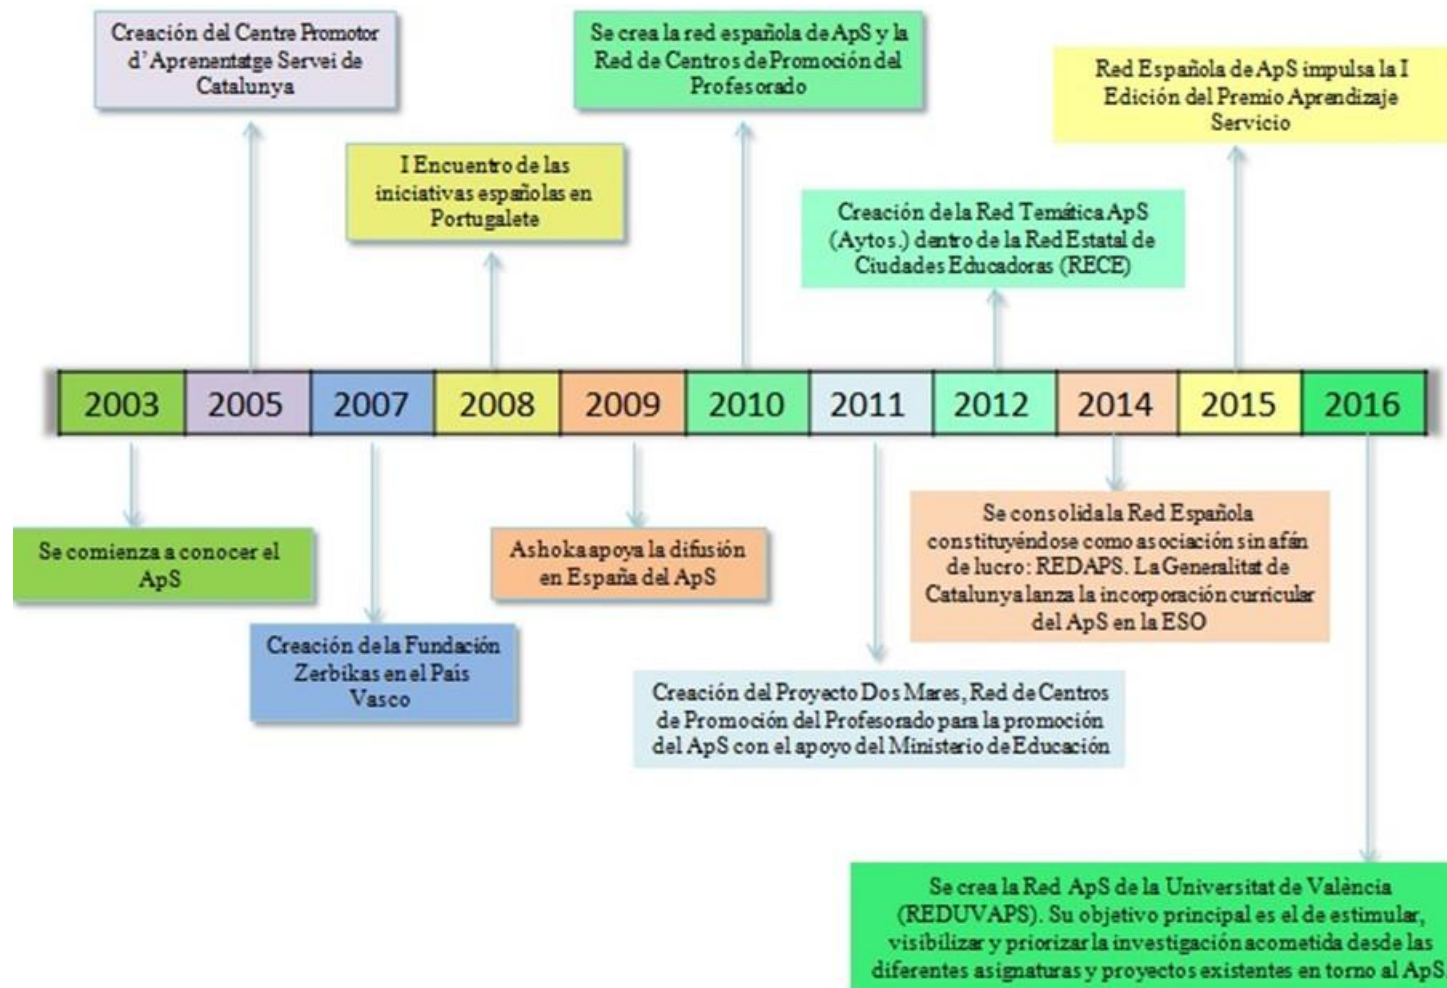 Creación del Centre Promotor
d’Aprenentatge Servei de
Catalunya
Se crea la red española de ApS y la
Red de Centros de Promoción del
Profesorado
Red Española de ApS impulsa la I
Edición del Premio Aprendizaje
Servicio
I Encuentro de las
iniciativas españolas en
Portugalete
Creación de la Red Temática ApS
(Aytos.) dentro de la Red Estatal de
Ciudades Educadoras (RECE)
2003 2005 2007 2008 2009 2010 2011 2012 2014 2015 2016
Se comienza a conocer el
ApS
Ashoka apoya la difusión
en España del ApS
Se consolida la Red Española
constituyéndose como asociación sin afán
de lucro: REDAPS. La Generalitat de
Catalunya lanza la incorporación curricular
del ApS en la ESO
Creación de la Fundación
Zerbikas en el País
Vasco
Creación del Proyecto Dos Mares, Red de Centros
de Promoción del Profesorado para la promoción
del ApS con el apoyo del Ministerio de Educación
Se crea la Red ApS de la Universitat de València
(REDUVAPS). Su objetivo principal es el de estimular,
visibilizar y priorizar la investigación acometida desde las
diferentes asignaturas y proyectos existentes en torno al ApS